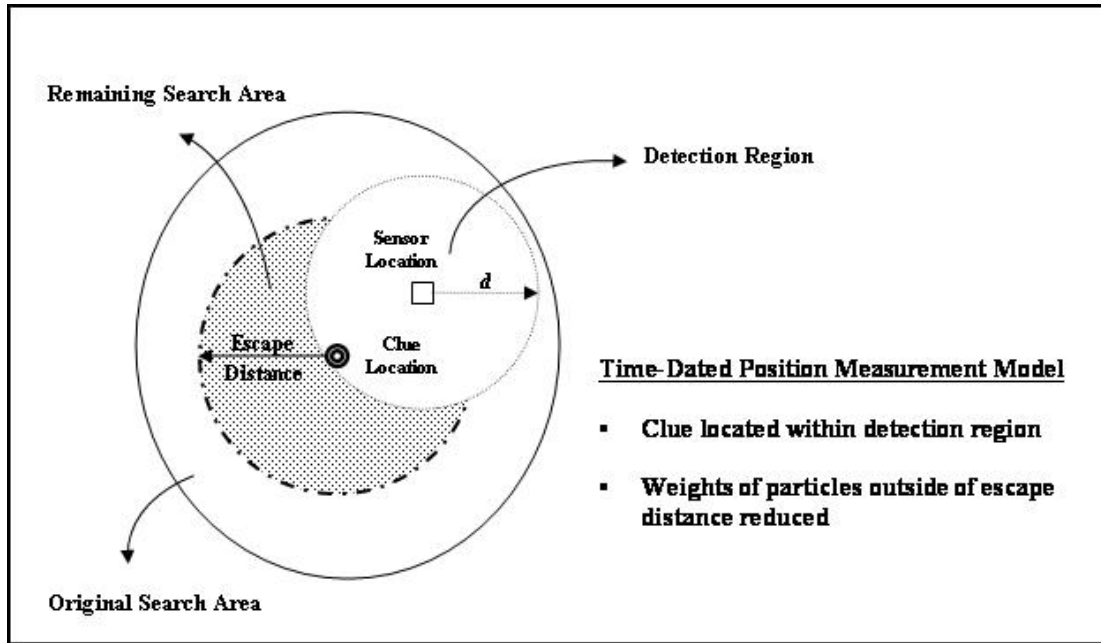 Remaining Search Area
Detection Region
Sensor
Location
d
Escape
Distance
Clue
Location
Original Search Area
Time-Dated Position Measurement Model
▪ Clue located within detection region
▪ Weights of particles outside of escape
distance reduced